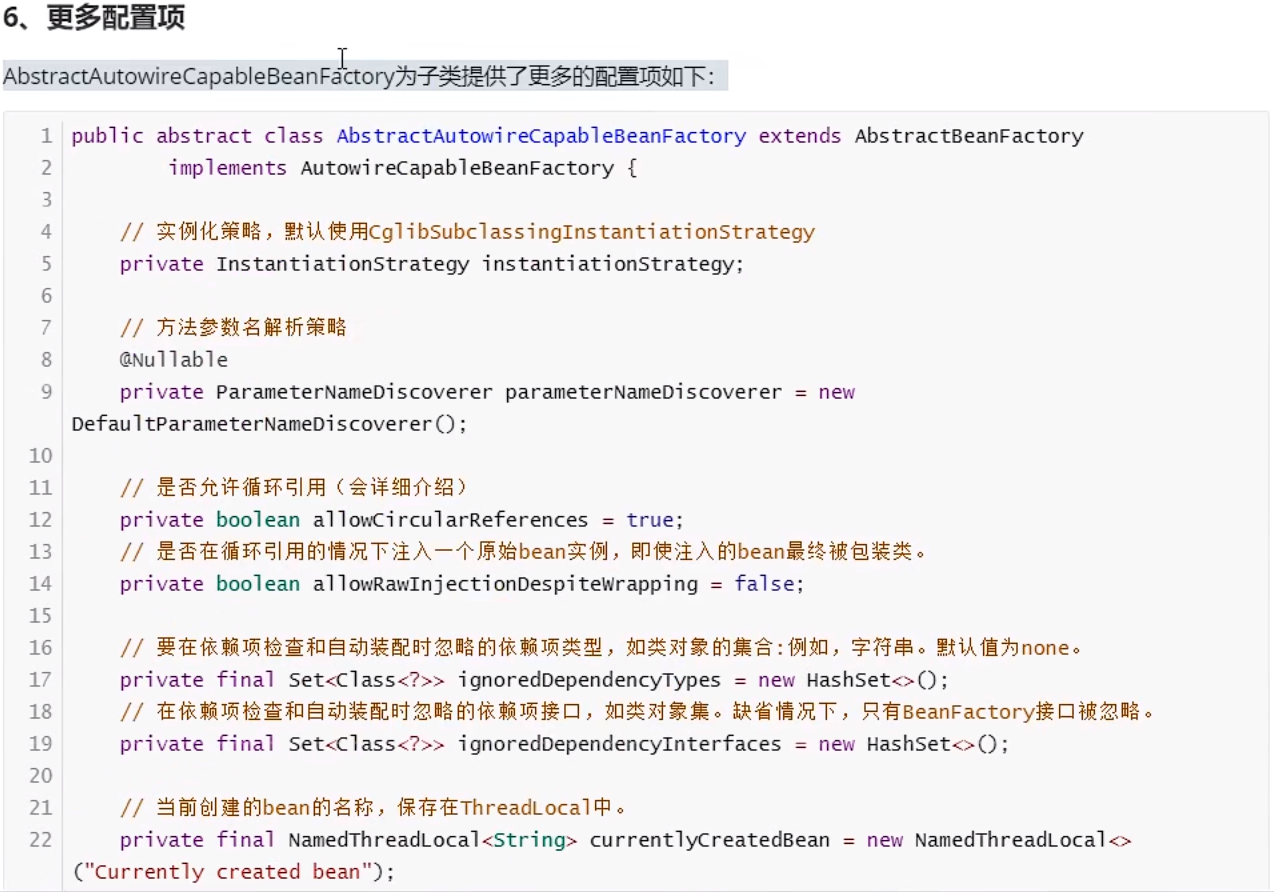 6、更多配置项
AbstractAutowireCapableBeanFactory为子类提供了更多的配置项如下：
1 public abstract class AbstractAutowireCapableBeanFactory extends AbstractBeanFactory
2         implements AutowireCapableBeanFactory {
3
4     // 实例化策略，默认使用CglibSubclassingInstantiationStrategy
5     private InstantiationStrategy instantiationStrategy;
6
7     // 方法参数名解析策略
8     @Nullable
9     private ParameterNameDiscoverer parameterNameDiscoverer = new
DefaultParameterNameDiscoverer();
10
11     // 是否允许循环引用（会详细介绍）
12     private boolean allowCircularReferences = true;
13     // 是否在循环引用的情况下注入一个原始bean实例，即使注入的bean最终被包装类。
14     private boolean allowRawInjectionDespiteWrapping = false;
15
16     // 要在依赖项检查和自动装配时忽略的依赖项类型，如类对象的集合:例如，字符串。默认值为none。
17     private final Set<Class<?>> ignoredDependencyTypes = new HashSet<>();
18     // 在依赖项检查和自动装配时忽略的依赖项接口，如类对象集。缺省情况下，只有BeanFactory接口被忽略。
19     private final Set<Class<?>> ignoredDependencyInterfaces = new HashSet<>();
20
21     // 当前创建的bean的名称，保存在ThreadLocal中。
22     private final NamedThreadLocal<String> currentlyCreatedBean = new NamedThreadLocal<>
("Currently created bean");